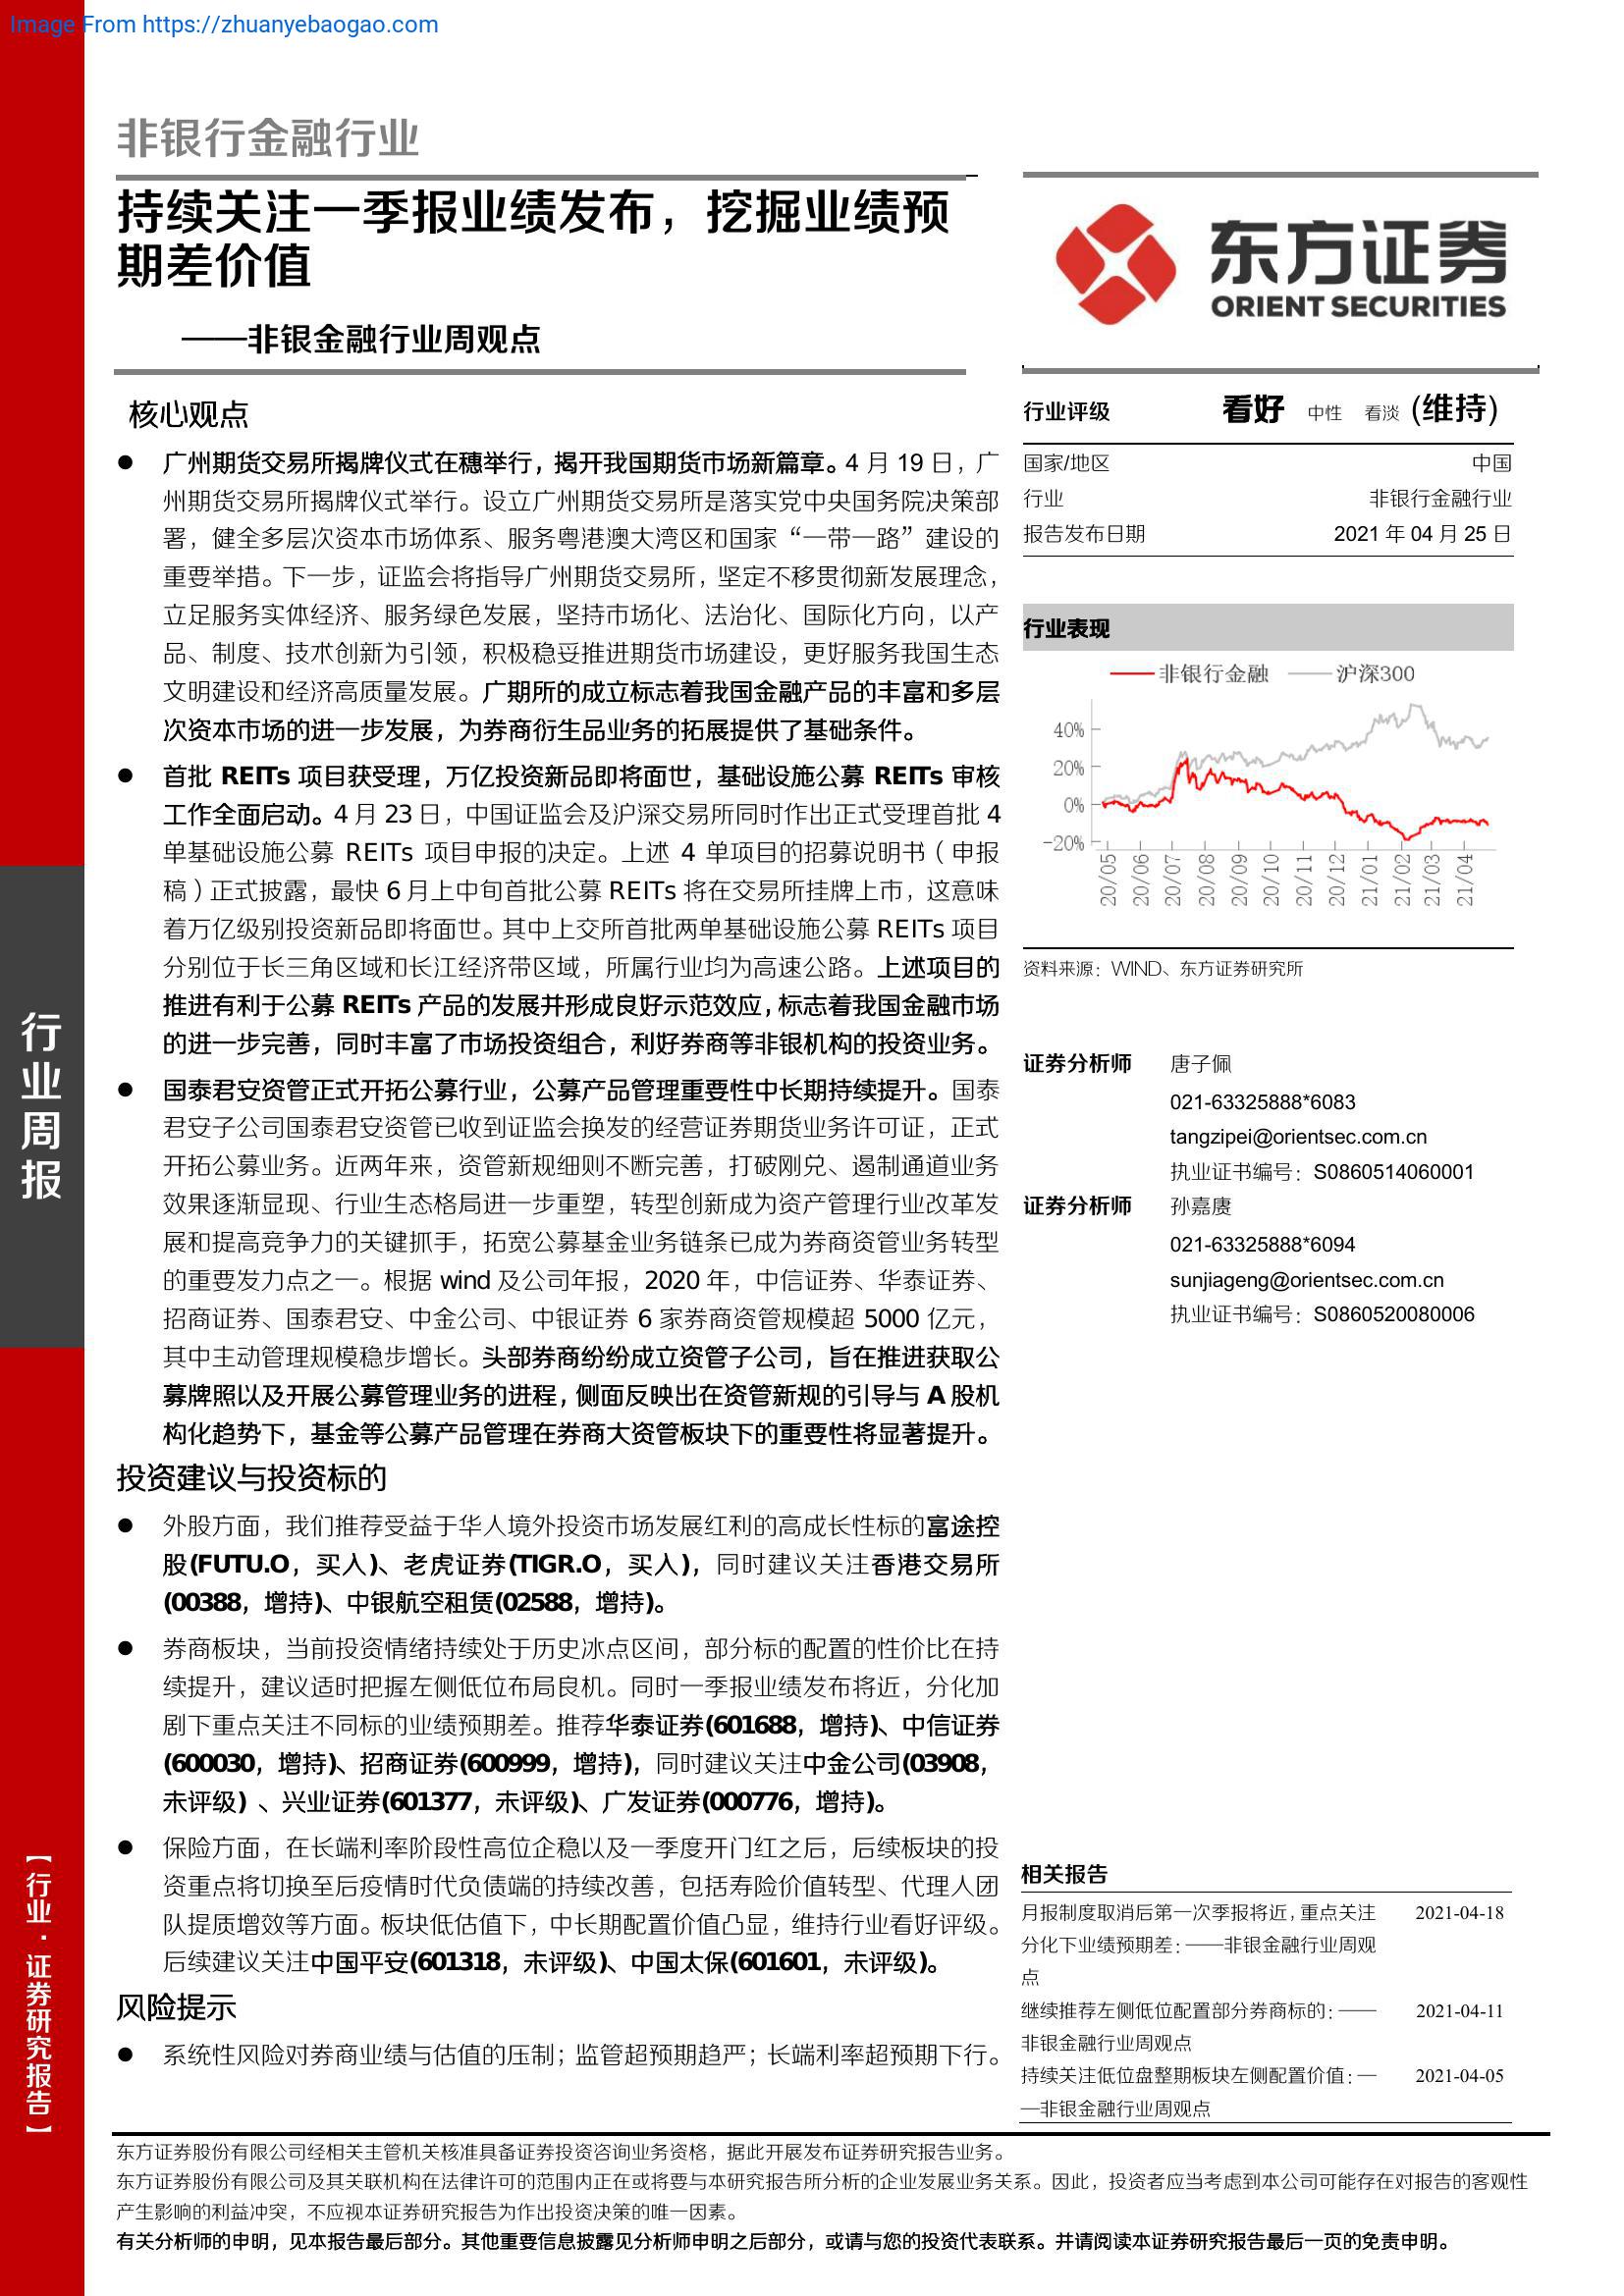 Image From https://zhuanyebaogao.com
非银行金融行业
持续关注一季报业绩发布，挖掘业绩预
期差价值
——非银金融行业周观点
核心观点
● 广州期货交易所揭牌仪式在穗举行，揭开我国期货市场新篇章。4 月 19 日，广
州期货交易所揭牌仪式举行。设立广州期货交易所是落实党中央国务院决策部
署，健全多层次资本市场体系、服务粤港澳大湾区和国家“一带一路”建设的
重要举措。下一步，证监会将指导广州期货交易所，坚定不移贯彻新发展理念，
立足服务实体经济、服务绿色发展，坚持市场化、法治化、国际化方向，以产
品、制度、技术创新为引领，积极稳妥推进期货市场建设，更好服务我国生态
文明建设和经济高质量发展。广期所的成立标志着我国金融产品的丰富和多层
次资本市场的进一步发展，为券商衍生品业务的拓展提供了基础条件。
● 首批 REITs 项目获受理，万亿投资新品即将面世，基础设施公募 REITs 审核
工作全面启动。4 月 23 日，中国证监会及沪深交易所同时作出正式受理首批 4
单基础设施公募 REITs 项目申报的决定。上述 4 单项目的招募说明书（申报
稿）正式披露，最快 6 月上中旬首批公募 REITs 将在交易所挂牌上市，这意味
着万亿级别投资新品即将面世。其中上交所首批两单基础设施公募 REITs 项目
分别位于长三角区域和长江经济带区域，所属行业均为高速公路。上述项目的
推进有利于公募 REITs 产品的发展并形成良好示范效应，标志着我国金融市场
的进一步完善，同时丰富了市场投资组合，利好券商等非银机构的投资业务。
● 国泰君安资管正式开拓公募行业，公募产品管理重要性中长期持续提升。国泰
君安子公司国泰君安资管已收到证监会换发的经营证券期货业务许可证，正式
开拓公募业务。近两年来，资管新规细则不断完善，打破刚兑、遏制通道业务
效果逐渐显现、行业生态格局进一步重塑，转型创新成为资产管理行业改革发
展和提高竞争力的关键抓手，拓宽公募基金业务链条已成为券商资管业务转型
的重要发力点之一。根据 wind 及公司年报，2020 年，中信证券、华泰证券、
招商证券、国泰君安、中金公司、中银证券 6 家券商资管规模超 5000 亿元，
其中主动管理规模稳步增长。头部券商纷纷成立资管子公司，旨在推进获取公
募牌照以及开展公募管理业务的进程，侧面反映出在资管新规的引导与 A 股机
构化趋势下，基金等公募产品管理在券商大资管板块下的重要性将显著提升。
投资建议与投资标的
● 外股方面，我们推荐受益于华人境外投资市场发展红利的高成长性标的富途控
股(FUTU.O，买入)、老虎证券(TIGR.O，买入)，同时建议关注香港交易所
(00388，增持)、中银航空租赁(02588，增持)。
● 券商板块，当前投资情绪持续处于历史冰点区间，部分标的配置的性价比在持
续提升，建议适时把握左侧低位布局良机。同时一季报业绩发布将近，分化加
剧下重点关注不同标的业绩预期差。推荐华泰证券(601688，增持)、中信证券
(600030，增持)、招商证券(600999，增持)，同时建议关注中金公司(03908，
未评级) 、兴业证券(601377，未评级)、广发证券(000776，增持)。
● 保险方面，在长端利率阶段性高位企稳以及一季度开门红之后，后续板块的投
资重点将切换至后疫情时代负债端的持续改善，包括寿险价值转型、代理人团
队提质增效等方面。板块低估值下，中长期配置价值凸显，维持行业看好评级。
后续建议关注中国平安(601318，未评级)、中国太保(601601，未评级)。
风险提示
● 系统性风险对券商业绩与估值的压制；监管超预期趋严；长端利率超预期下行。
东方证券
ORIENT SECURITIES
行业评级 看好 中性 看淡 (维持)
国家/地区 中国
行业 非银行金融行业
报告发布日期 2021 年 04 月 25 日
行业表现
非银行金融 沪深300
40%
20%
0%
-20%
20/05 20/06 20/07 20/08 20/09 20/10 20/11 20/12 21/01 21/02 21/03 21/04
资料来源：WIND、东方证券研究所
证券分析师 唐子佩
021-63325888*6083
tangzipei@orientsec.com.cn
执业证书编号：S0860514060001
证券分析师 孙嘉赓
021-63325888*6094
sunjiageng@orientsec.com.cn
执业证书编号：S0860520080006
相关报告
月报制度取消后第一次季报将近，重点关注 2021-04-18
分化下业绩预期差：——非银金融行业周观
点
继续推荐左侧低位配置部分券商标的：—— 2021-04-11
非银金融行业周观点
持续关注低位盘整期板块左侧配置价值：— 2021-04-05
—非银金融行业周观点
行业周报
【行业·证券研究报告】
东方证券股份有限公司经相关主管机关核准具备证券投资咨询业务资格，据此开展发布证券研究报告业务。
东方证券股份有限公司及其关联机构在法律许可的范围内正在或将要与本研究报告所分析的企业发展业务关系。因此，投资者应当考虑到本公司可能存在对报告的客观性
产生影响的利益冲突，不应视本证券研究报告为作出投资决策的唯一因素。
有关分析师的申明，见本报告最后部分。其他重要信息披露见分析师申明之后部分，或请与您的投资代表联系。并请阅读本证券研究报告最后一页的免责申明。